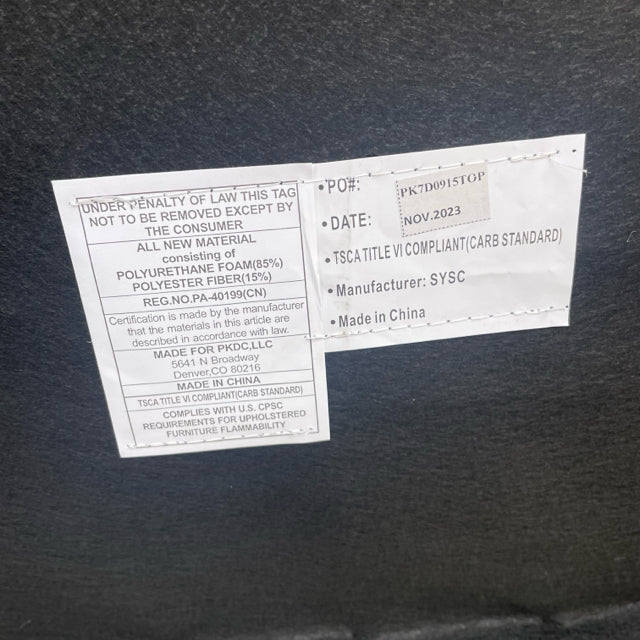 UNDER PENALTY OF LAW THIS TAG
NOT TO BE REMOVED EXCEPT BY
THE CONSUMER
ALL NEW MATERIAL
consisting of
POLYURETHANE FOAM(85%)
POLYESTER FIBER(15%)
REG.NO.PA-40199(CN)
Certification is made by the manufacturer
that the materials in this article are
described in accordance with law.
MADE FOR PKDC,LLC
5641 N Broadway
Denver,CO 80216
MADE IN CHINA
TSCA TITLE VI COMPLIANT(CARB STANDARD)
COMPLIES WITH U.S. CPSC
REQUIREMENTS FOR UPHOLSTERED
FURNITURE FLAMMABILITY
•PO#: PK7D0915TOP
•DATE: NOV.2023
•TSCA TITLE VI COMPLIANT(CARB STANDARD)
•Manufacturer: SYSC
•Made in China